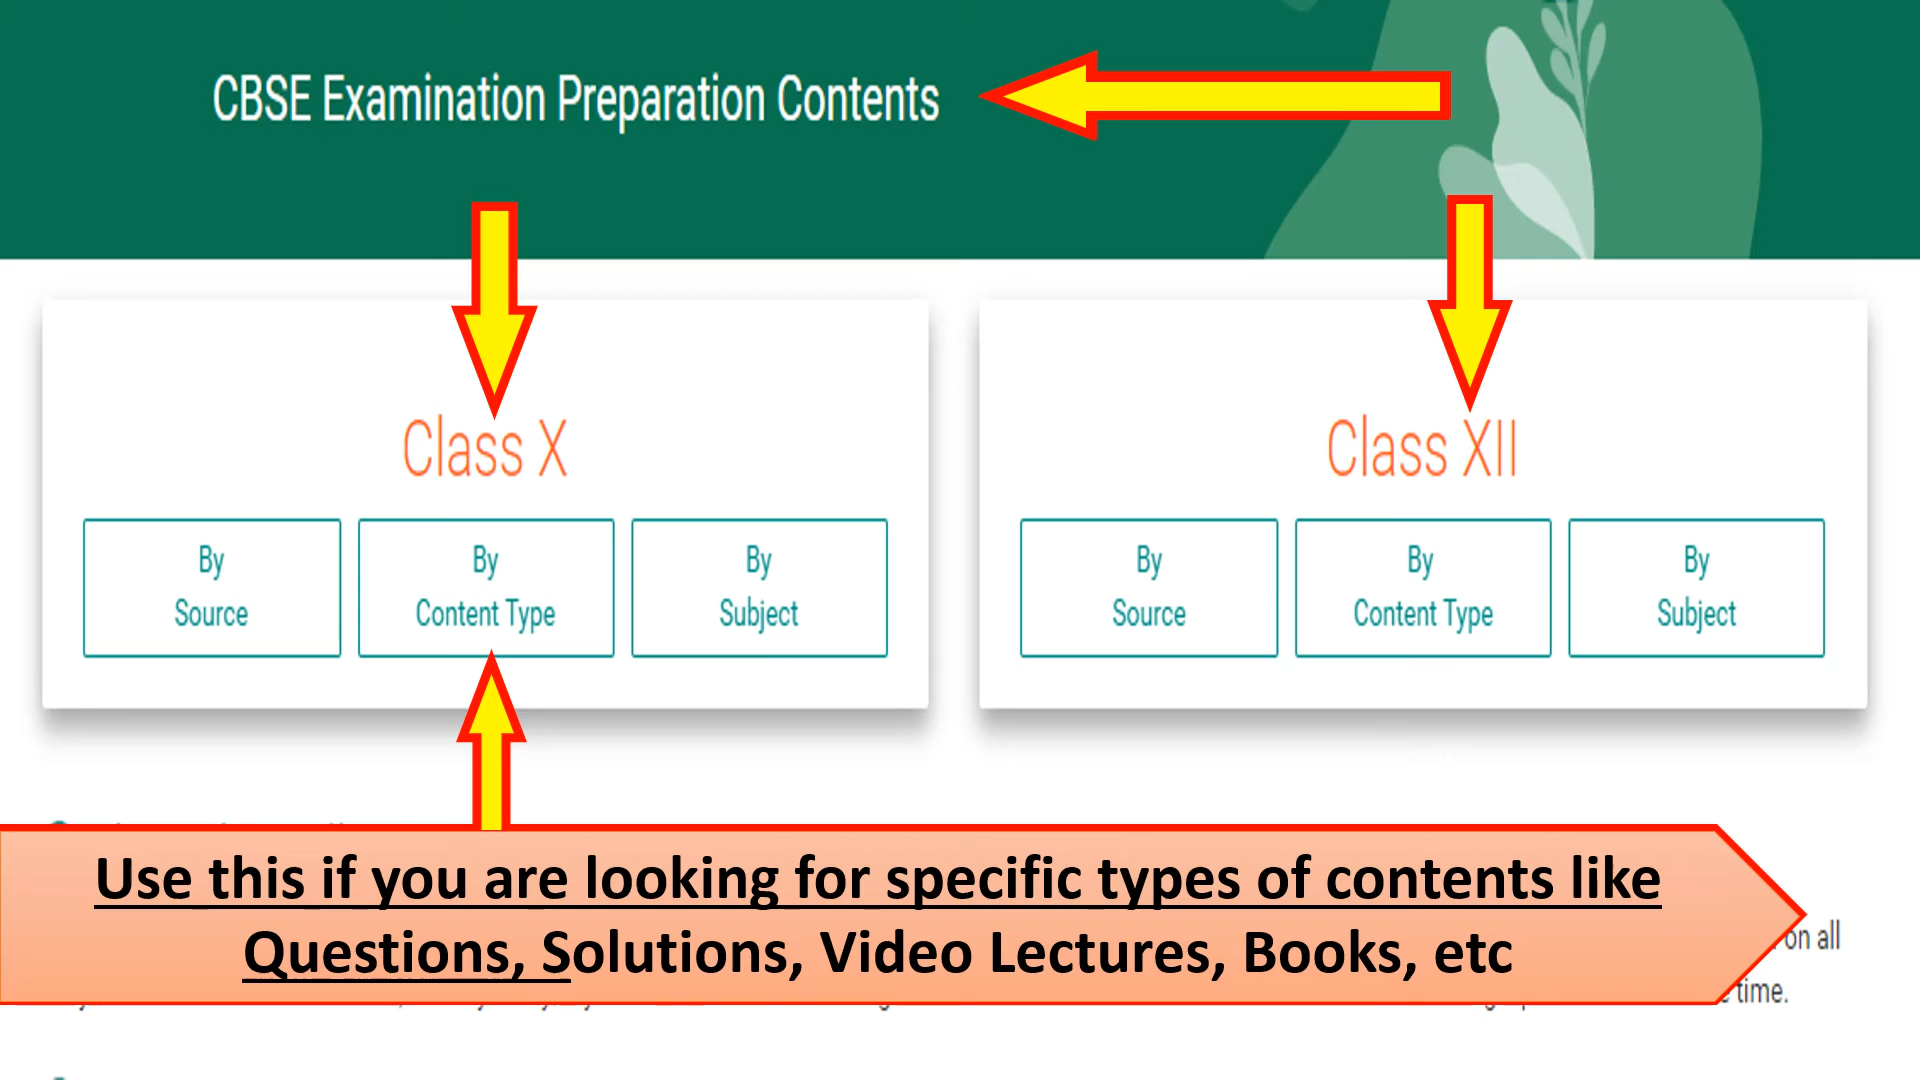 CBSE Examination Preparation Contents
Class X
By
Source
By
Content Type
By
Subject
Class XII
By
Source
By
Content Type
By
Subject
Use this if you are looking for specific types of contents like
Questions, Solutions, Video Lectures, Books, etc
on all
time.